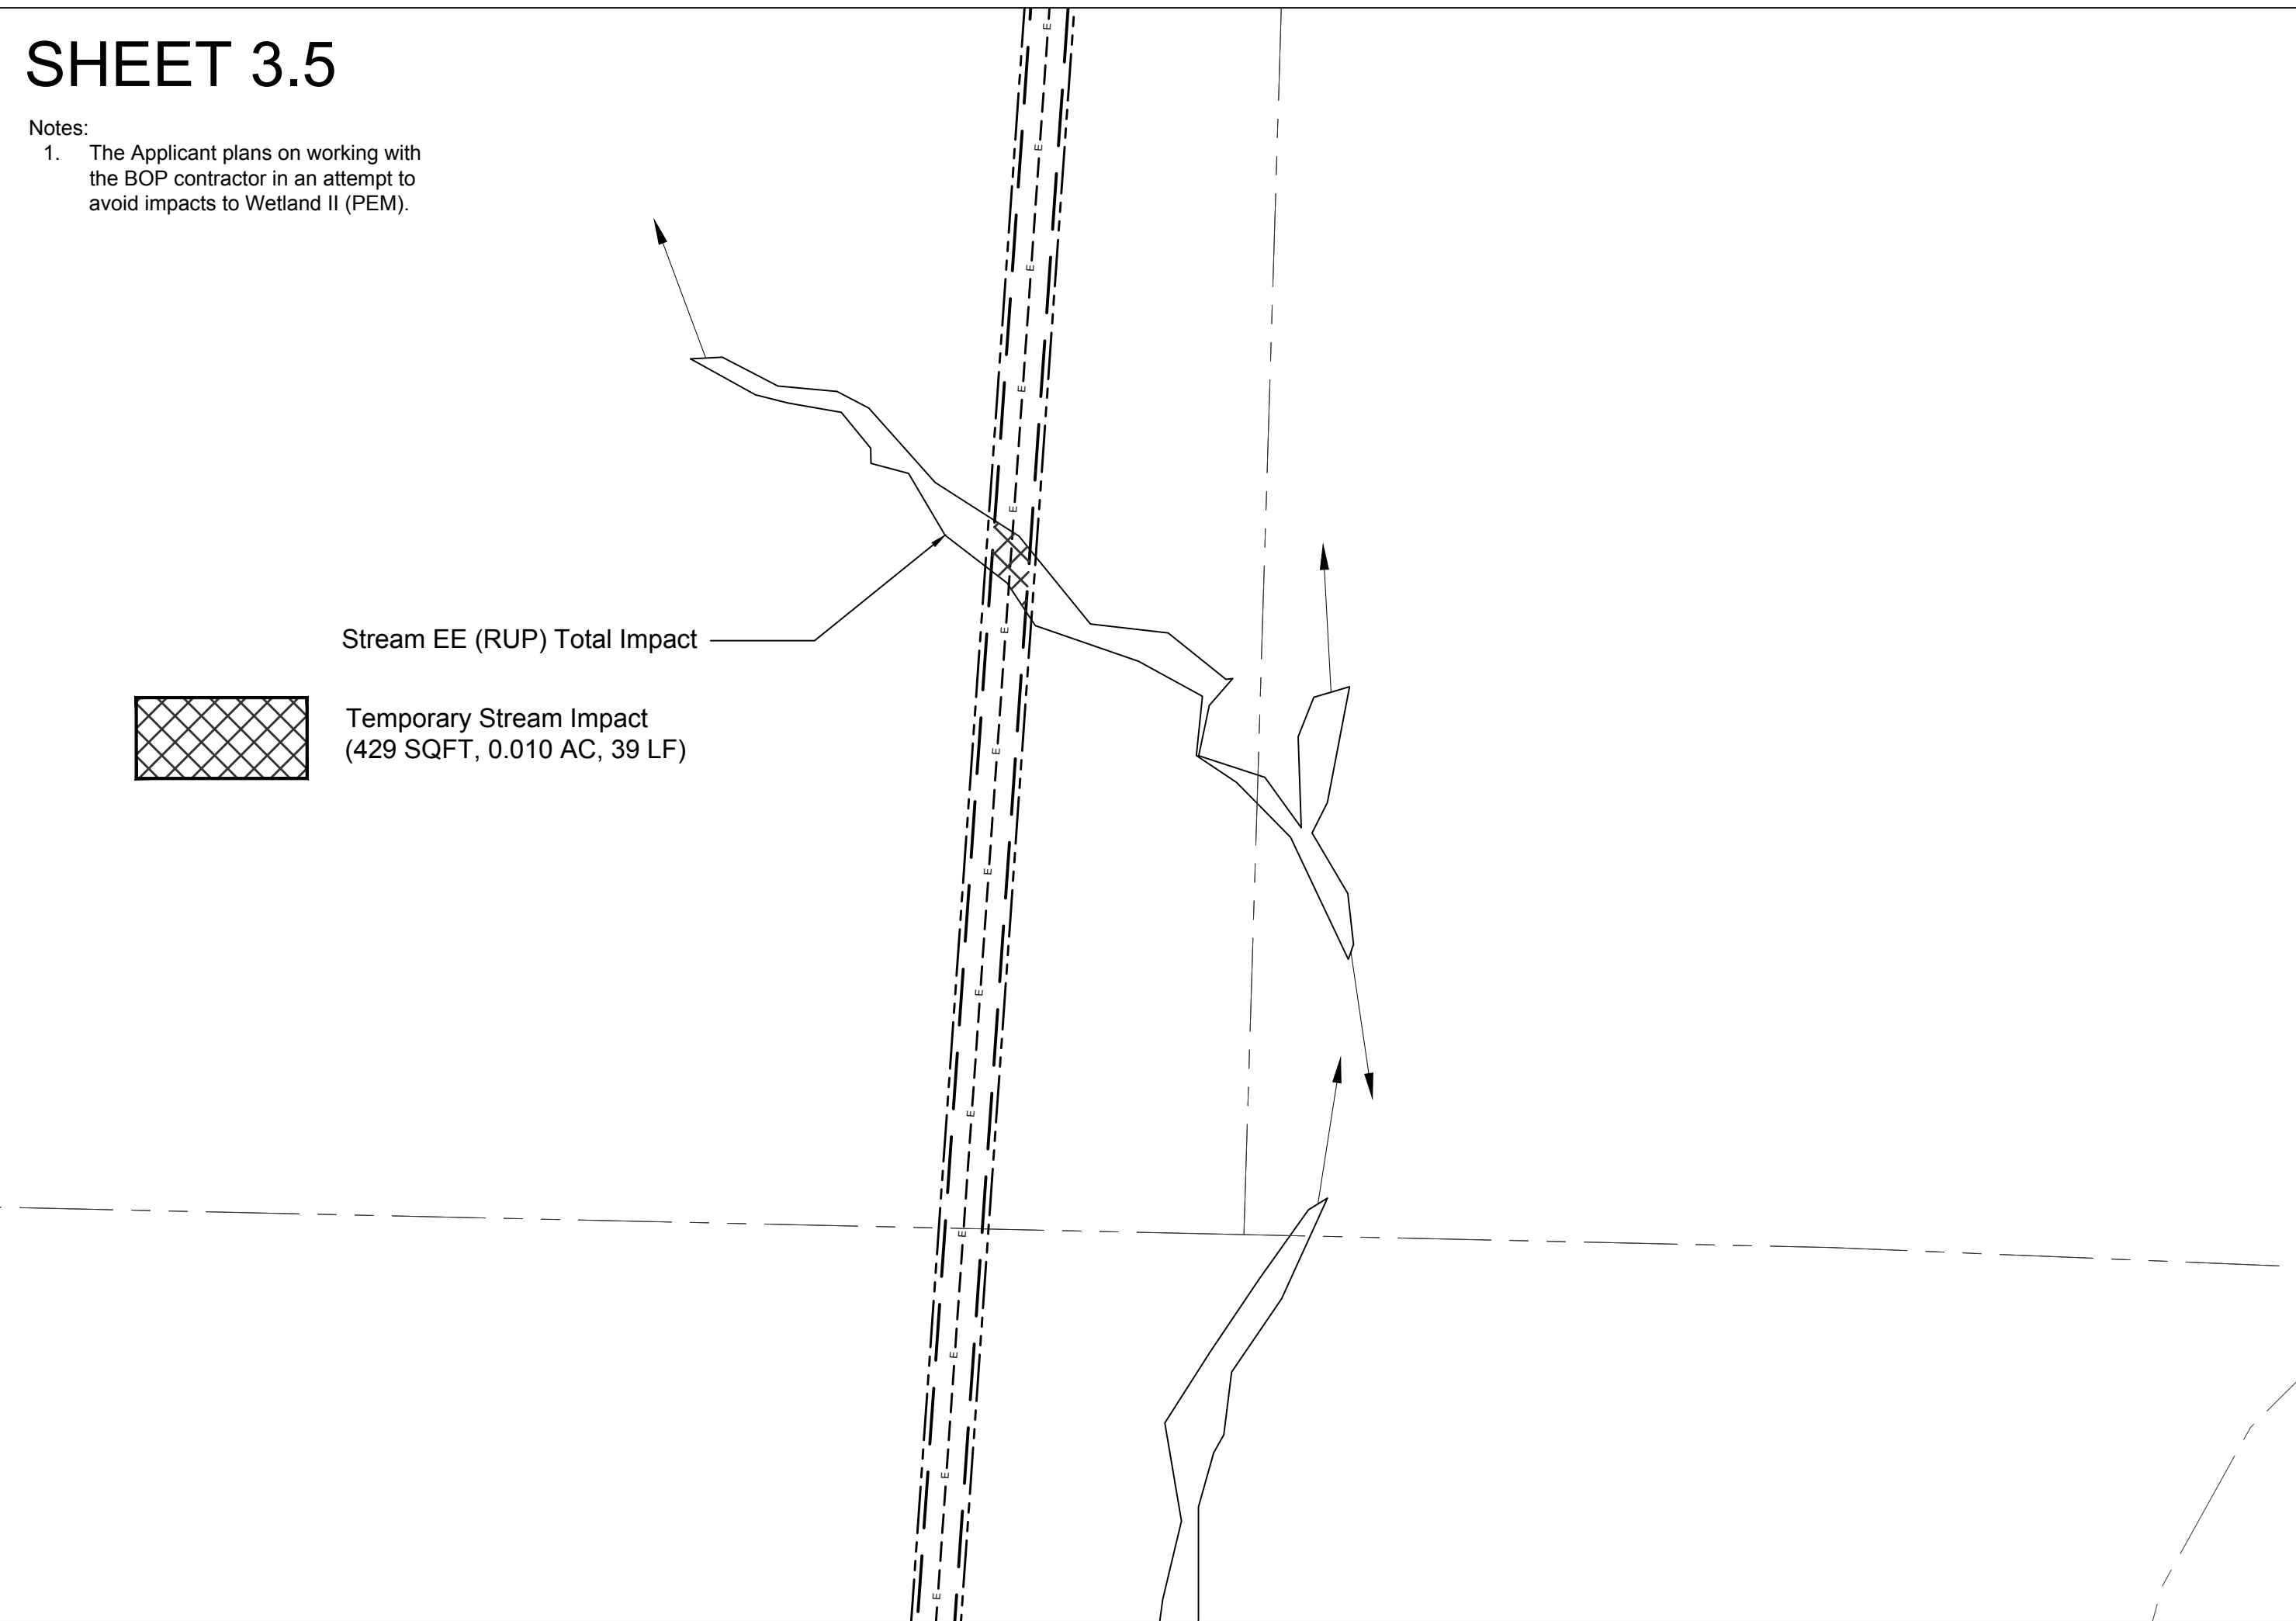 SHEET 3.5
Notes:
1. The Applicant plans on working with
the BOP contractor in an attempt to
avoid impacts to Wetland II (PEM).
Stream EE (RUP) Total Impact
Temporary Stream Impact
(429 SQFT, 0.010 AC, 39 LF)
E
E
E
E
E
E
E
E
E
E
E
E
E
E